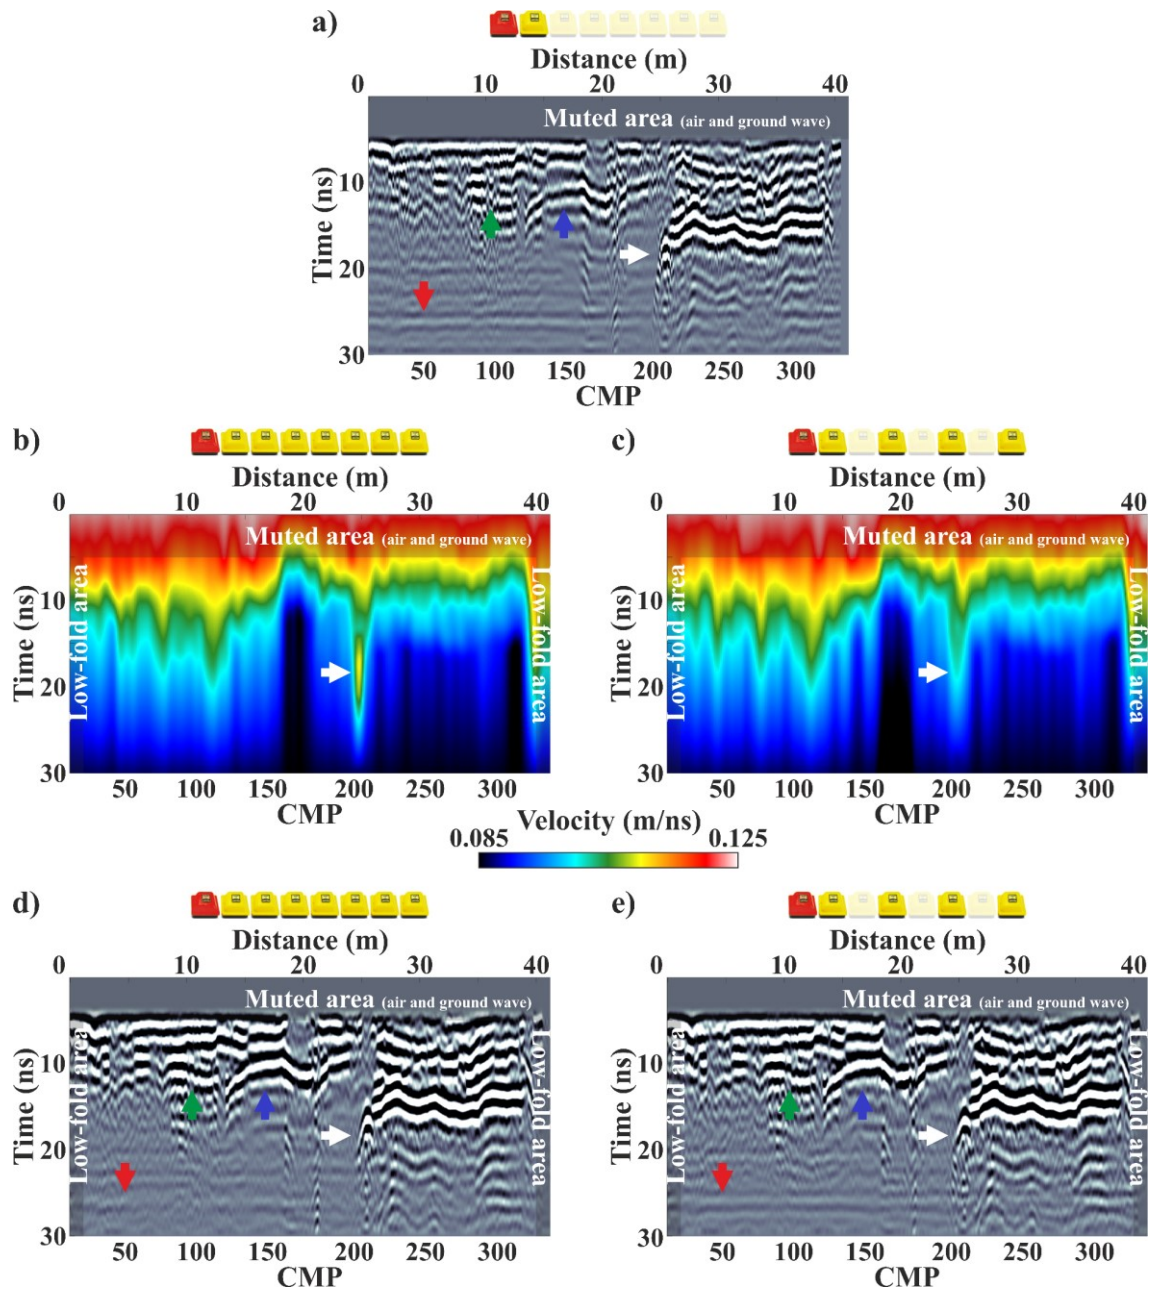 a)
Distance (m)
0 10 20 30 40
Muted area (air and ground wave)
Time (ns)
10
20
30
50 100 150 200 250 300
CMP
b)
Distance (m)
0 10 20 30 40
Muted area (air and ground wave)
Low-fold area
Low-fold area
Time (ns)
10
20
30
50 100 150 200 250 300
CMP
c)
Distance (m)
0 10 20 30 40
Muted area (air and ground wave)
Low-fold area
Low-fold area
Time (ns)
10
20
30
50 100 150 200 250 300
CMP
Velocity (m/ns)
0.085 0.125
d)
Distance (m)
0 10 20 30 40
Muted area (air and ground wave)
Low-fold area
Low-fold area
Time (ns)
10
20
30
50 100 150 200 250 300
CMP
e)
Distance (m)
0 10 20 30 40
Muted area (air and ground wave)
Low-fold area
Low-fold area
Time (ns)
10
20
30
50 100 150 200 250 300
CMP